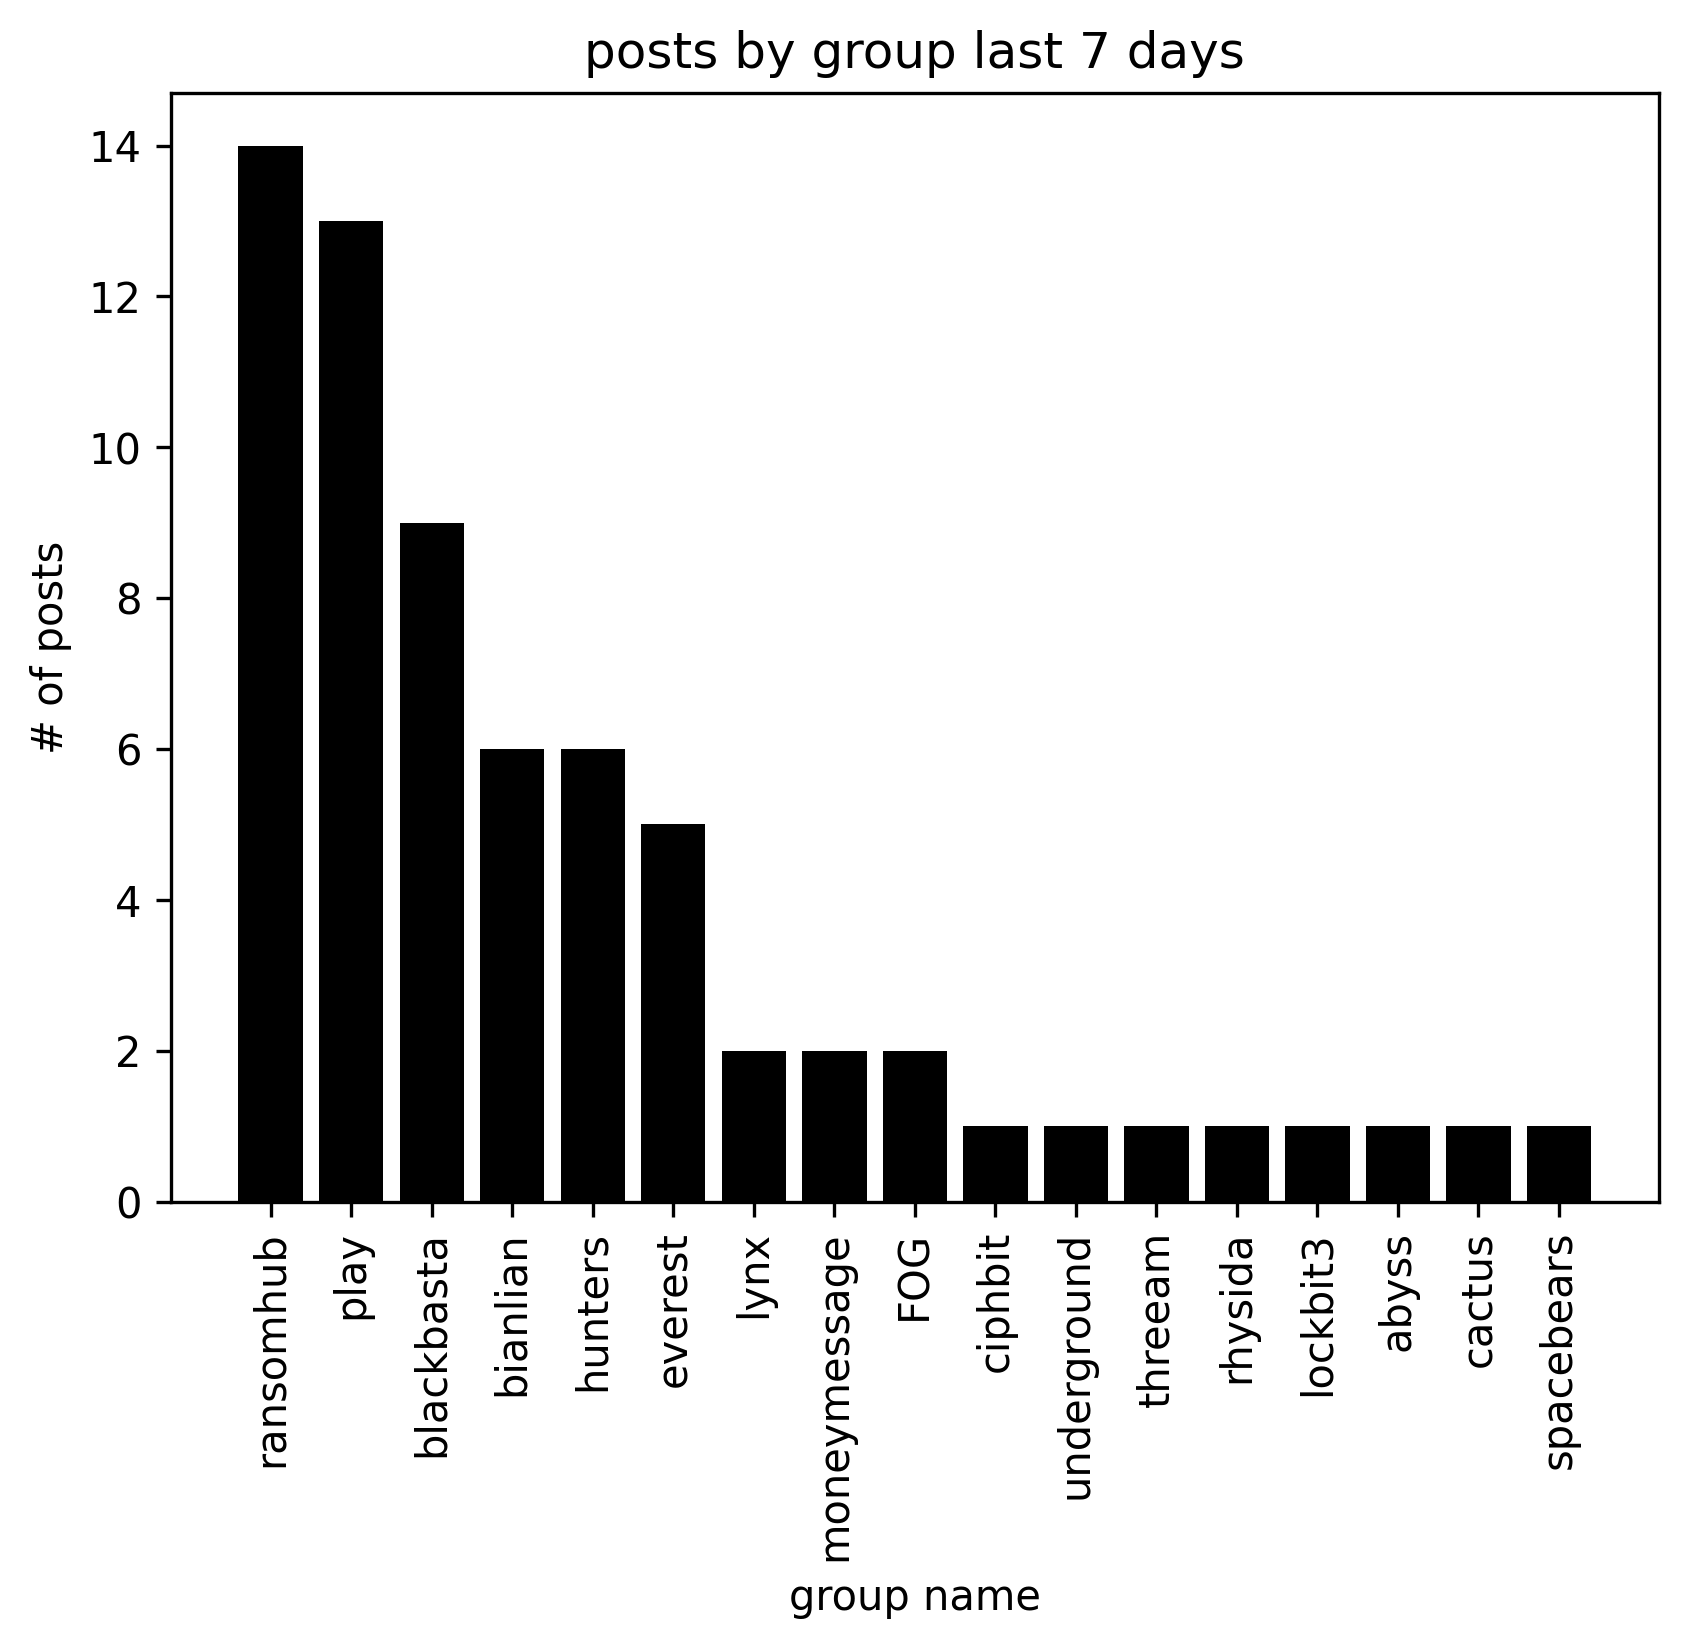 posts by group last 7 days
14
12
10
8
6
4
2
0
# of posts
ransomhub
play
blackbasta
bianlian
hunters
everest
lynx
moneymessage
FOG
ciphbit
underground
threeam
rhysida
lockbit3
abyss
cactus
spacebears
group name